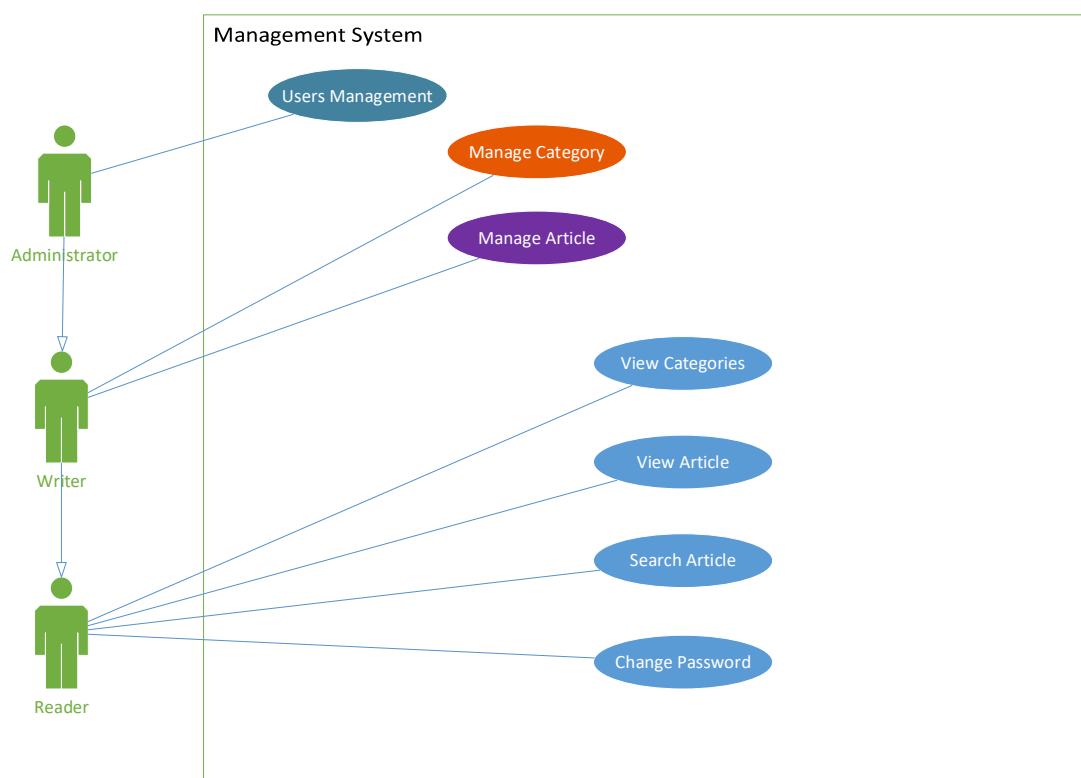 Management System
Users Management
Manage Category
Manage Article
Administrator
View Categories
View Article
Writer
Search Article
Change Password
Reader